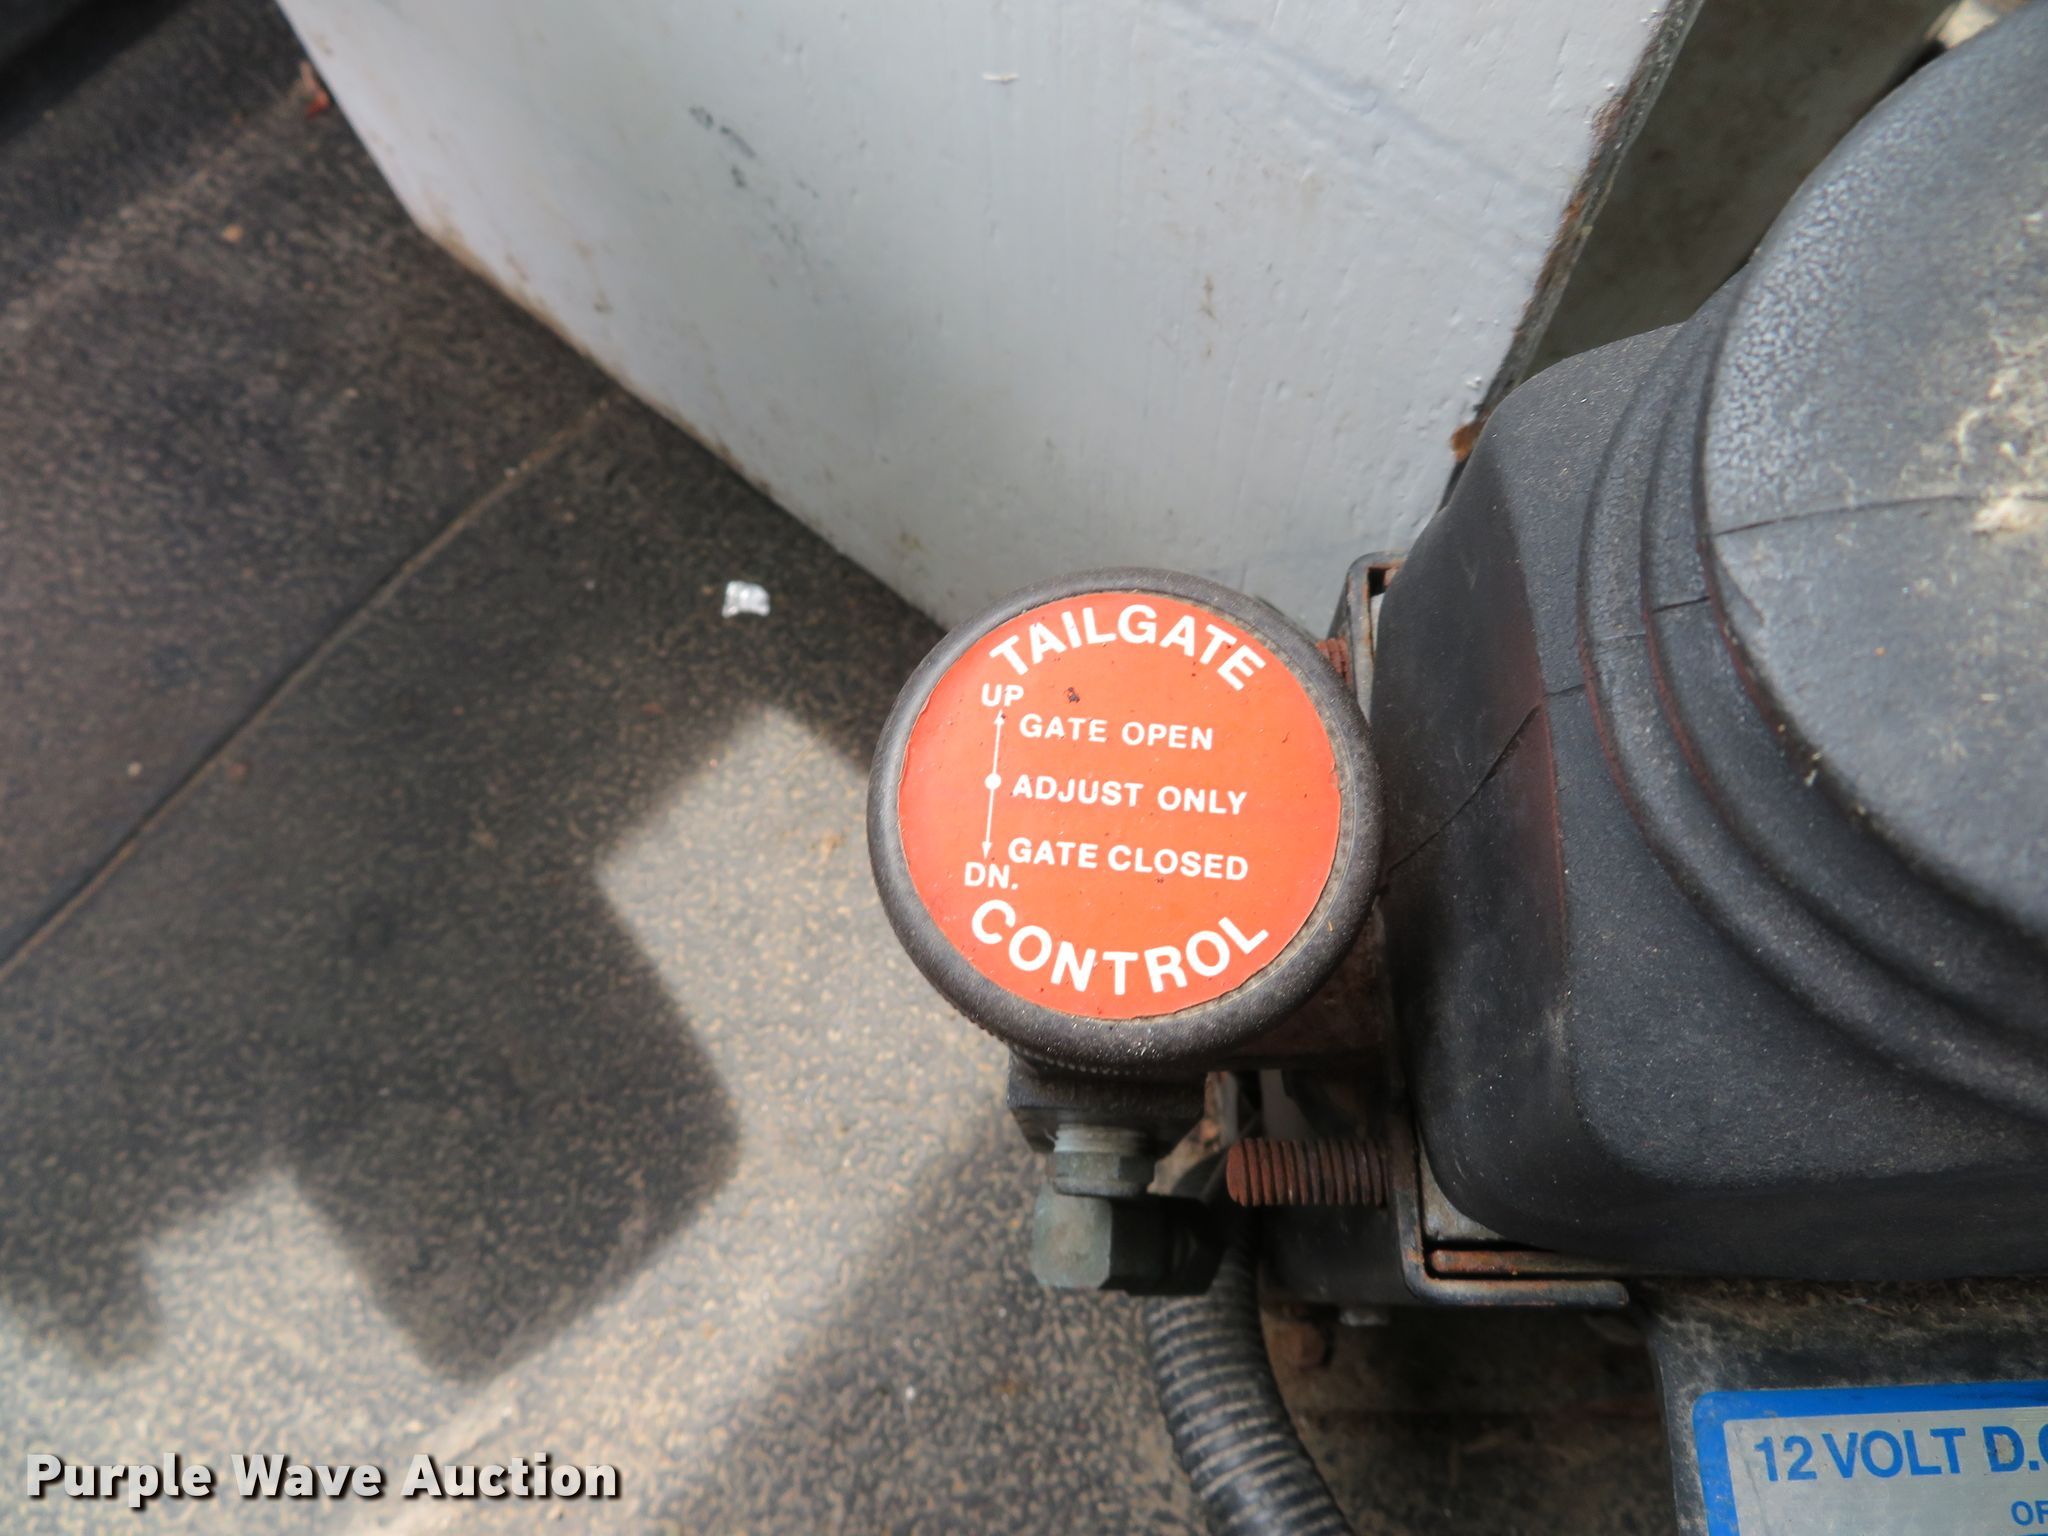 TAILGATE
UP
GATE OPEN
ADJUST ONLY
GATE CLOSED
DN.
CONTROL
12 VOLT D.
Purple Wave Auction